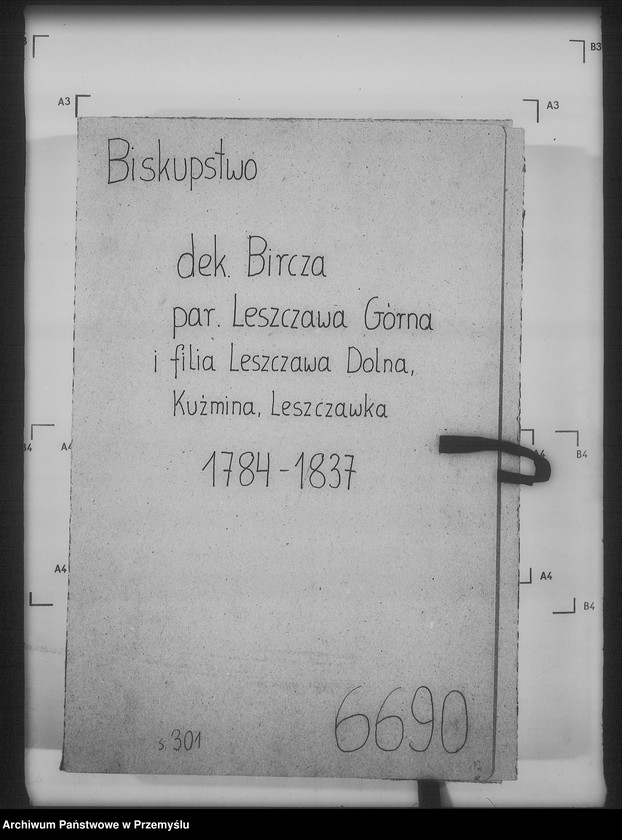 B3
A3
A3
Biskupstwo
dek. Bircza
par. Leszczawa Górna
i filia Leszczawa Dolna,
Kuźmina, Leszczawka
1784-1837
B4
A4
A4
B4
A4
A4
B4
s. 301
6690
Archiwum Państwowe w Przemyślu